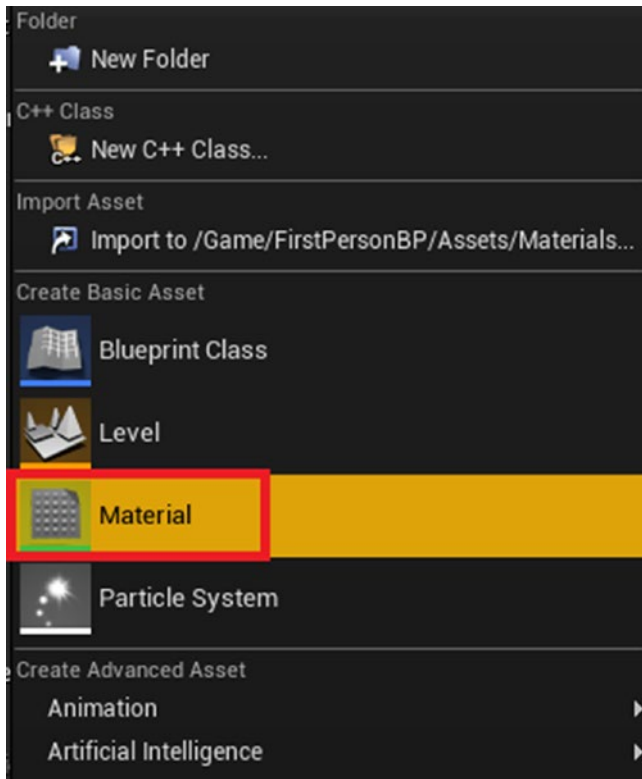 Folder
New Folder
C++ Class
C++
New C++ Class...
Import Asset
Import to /Game/FirstPersonBP/Assets/Materials...
Create Basic Asset
Blueprint Class
Level
Material
Particle System
Create Advanced Asset
Animation
Artificial Intelligence